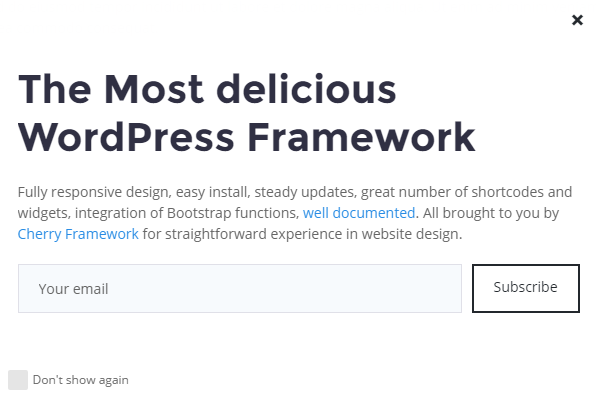 The Most delicious
WordPress Framework
Fully responsive design, easy install, steady updates, great number of shortcodes and
widgets, integration of Bootstrap functions, well documented. All brought to you by
Cherry Framework for straightforward experience in website design.
Your email
Subscribe
Don't show again